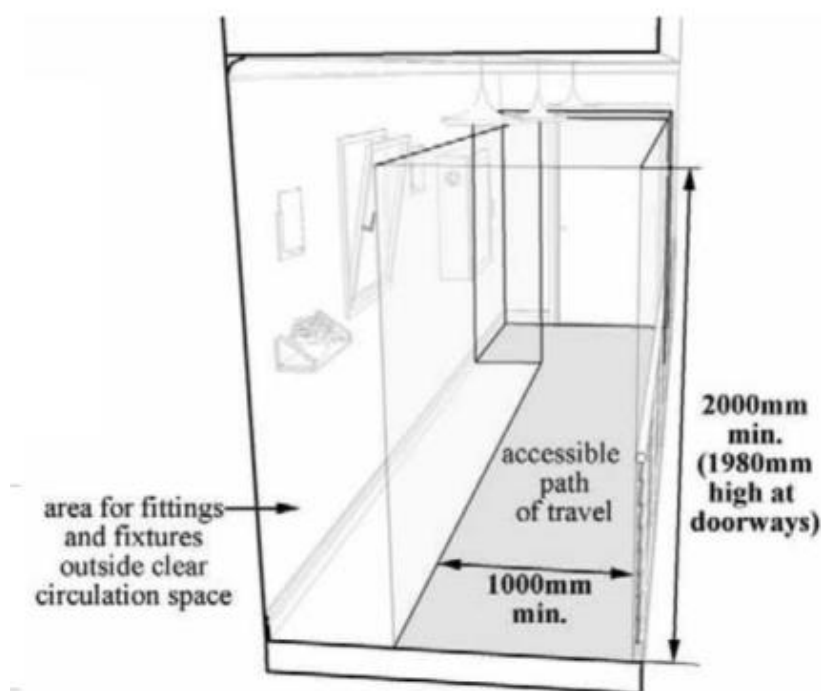 2000mm
min.
(1980mm
high at
doorways)
accessible
path
of travel
area for fittings
and fixtures
outside clear
circulation space
1000mm
min.